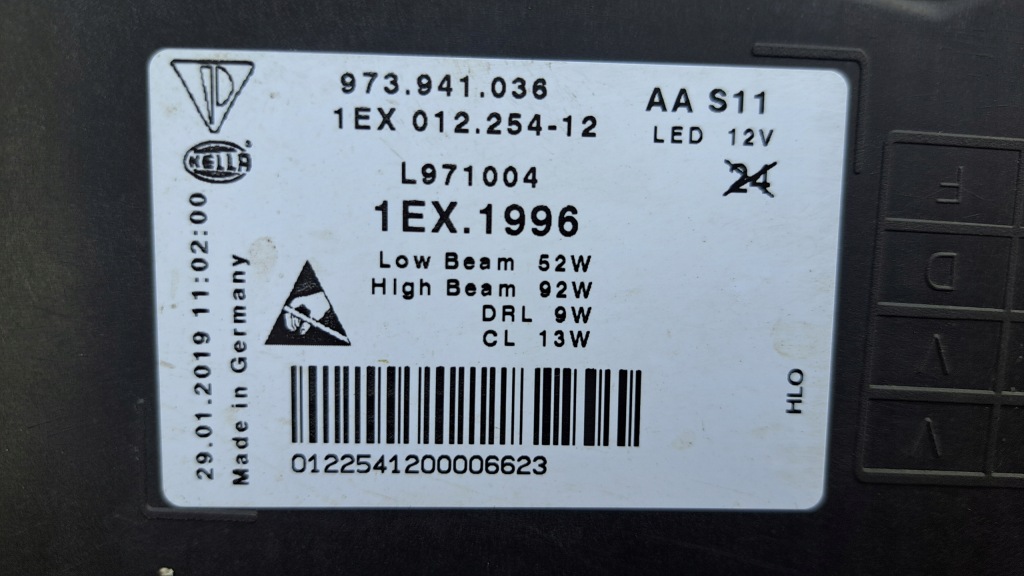 973.941.036
1EX 012.254-12
AA S11
LED 12V
24
HELLA
L971004
1EX.1996
Low Beam 52W
High Beam 92W
DRL 9W
CL 13W
29.01.2019 11:02:00
Made in Germany
HLO
0122541200006623
F
D
V
V